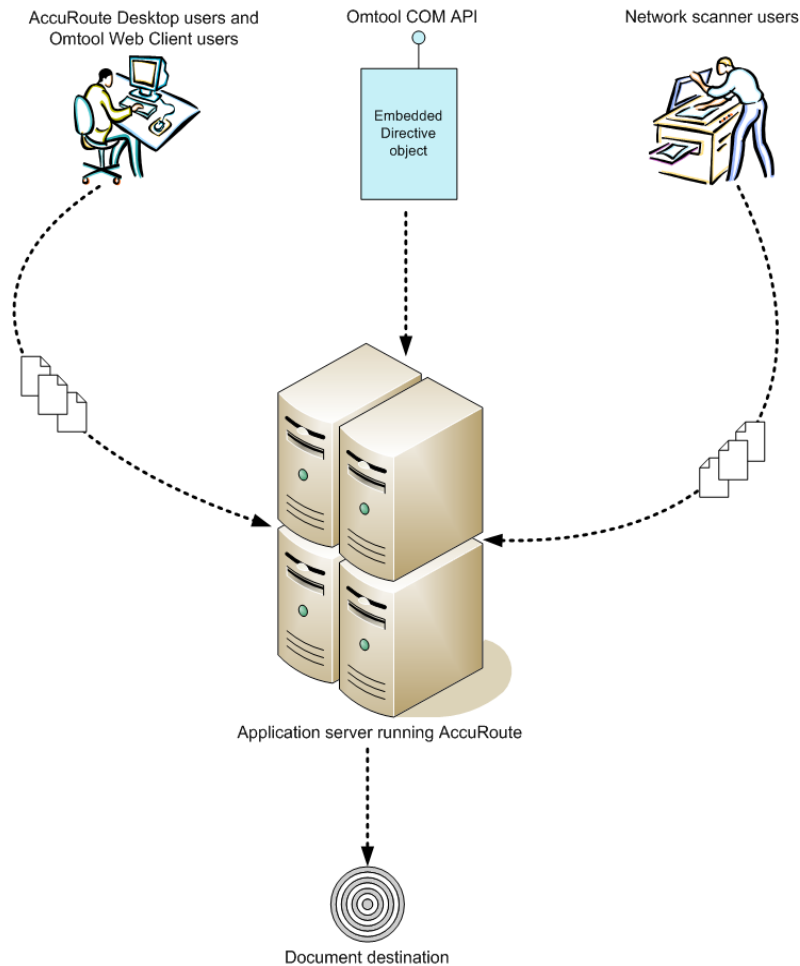 AccuRoute Desktop users and
Omtool Web Client users
Omtool COM API
Network scanner users
Embedded
Directive
object
Application server running AccuRoute
Document destination